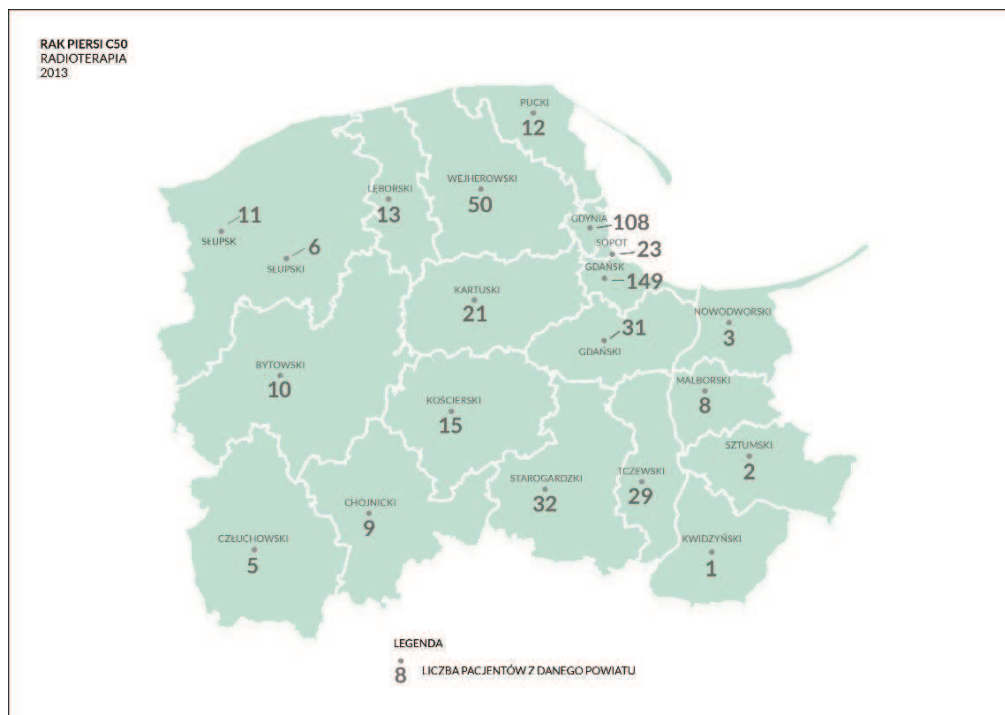 RAK PIERSI C50
RADIOTERAPIA
2013
PUCKI
12
WEJHEROWSKI
50
LĘBORSKI
13
11
SŁUPSK
6
SŁUPSKI
GDYNIA
108
SOPOT
23
GDAŃSK
149
KARTUSKI
21
31
GDAŃSKI
NOWODWORSKI
3
BYTOWSKI
10
MALBORSKI
8
KOŚCIERSKI
15
SZTUMSKI
2
STAROGARDZKI
32
TCZEWSKI
29
CHOJNICKI
9
CZŁUCHOWSKI
5
KWIDZYŃSKI
1
LEGENDA
8
LICZBA PACJENTÓW Z DANEGO POWIATU